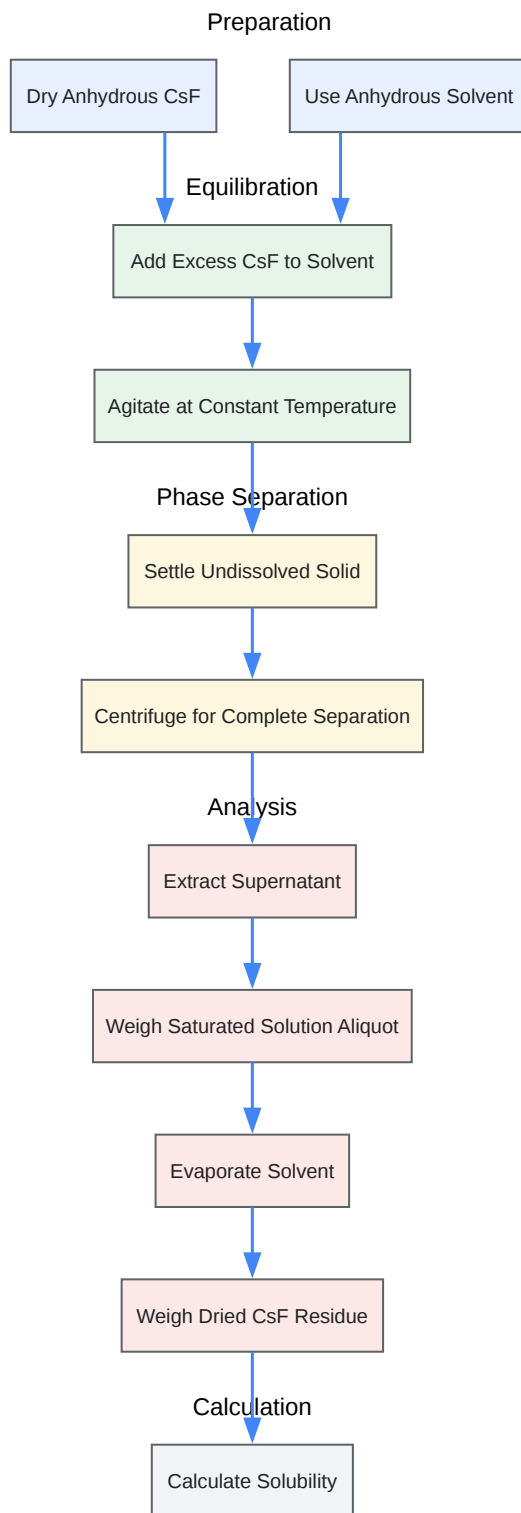 Preparation
Dry Anhydrous CsF
Use Anhydrous Solvent
Equilibration
Add Excess CsF to Solvent
Agitate at Constant Temperature
Phase Separation
Settle Undissolved Solid
Centrifuge for Complete Separation
Analysis
Extract Supernatant
Weigh Saturated Solution Aliquot
Evaporate Solvent
Weigh Dried CsF Residue
Calculation
Calculate Solubility